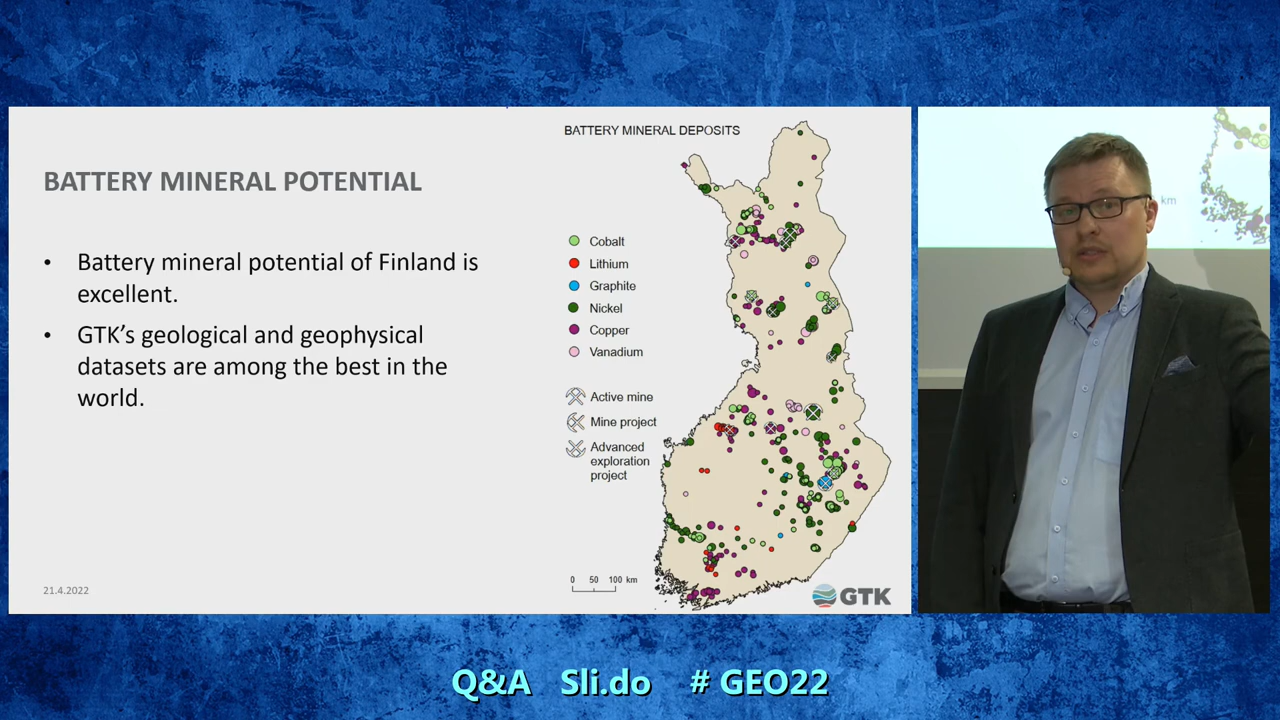 BATTERY MINERAL POTENTIAL
• Battery mineral potential of Finland is
excellent.
• GTK's geological and geophysical
datasets are among the best in the
world.
21.4.2022
BATTERY MINERAL DEPOSITS
Cobalt
Lithium
Graphite
Nickel
Copper
Vanadium
Active mine
Mine project
Advanced
exploration
project
0 50 100 km
GTK
km
Q&A Sli.do # GEO22